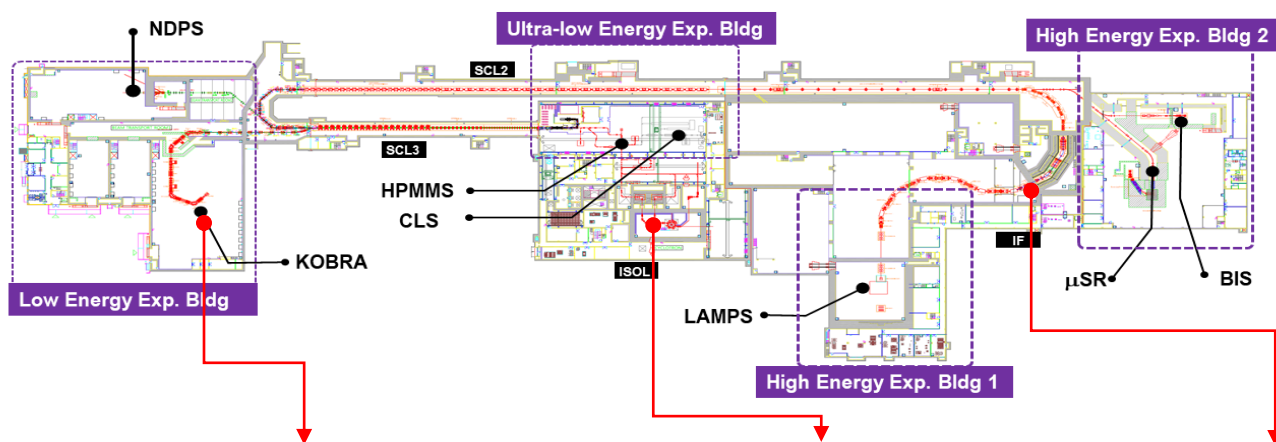 NDPS
Ultra-low Energy Exp. Bldg
High Energy Exp. Bldg 2
SCL2
SCL3
HPMMS
CLS
KOBRA
ISOL
IF
μSR
BIS
Low Energy Exp. Bldg
LAMPS
High Energy Exp. Bldg 1